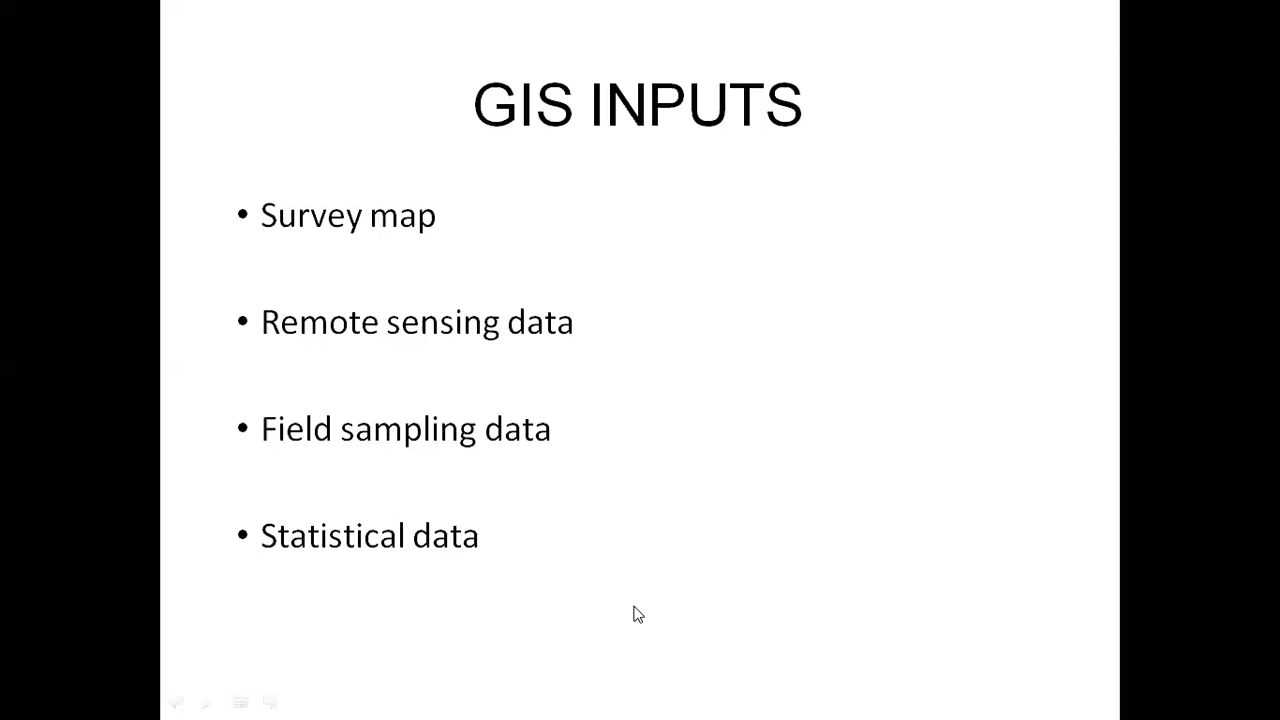 GIS INPUTS
• Survey map
• Remote sensing data
• Field sampling data
• Statistical data